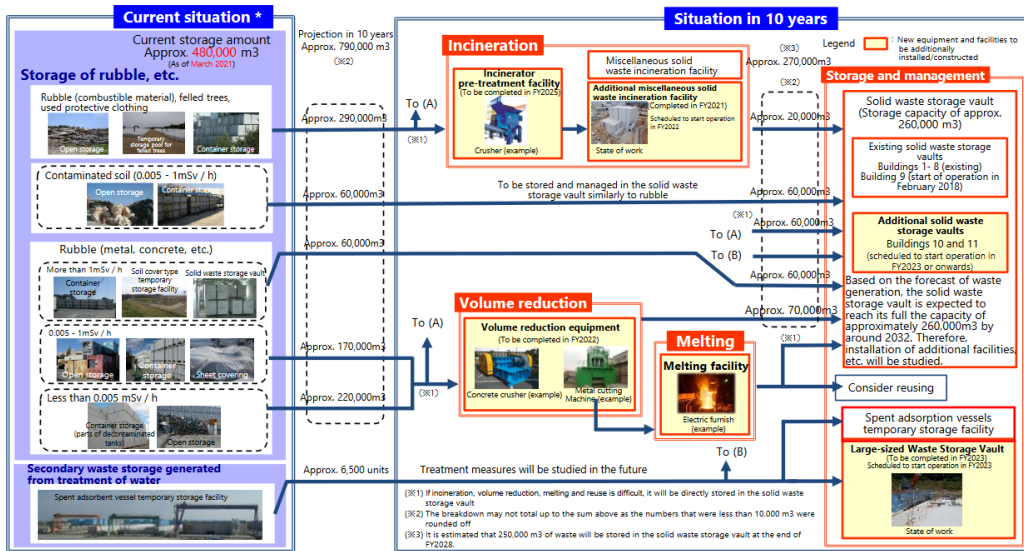 Current situation *
Current storage amount
Approx. 480,000 m3
(As of March 2021)
Storage of rubble, etc.
Rubble (combustible material), felled trees,
used protective clothing
Open storage
Temporary
storage pool for
felled trees
Container storage
Contaminated soil (0.005 - 1mSv / h)
Open storage
Container storage
Rubble (metal, concrete, etc.)
More than 1mSv / h
Container
storage
Soil cover type
temporary
storage facility
Solid waste storage vault
0.005 - 1mSv / h
Open storage
Container
storage
Sheet covering
Less than 0.005 mSv / h
Container storage
(parts of decontaminated
tanks)
Open storage
Secondary waste storage generated
from treatment of water
Spent adsorbent vessel temporary storage facility
Projection in 10 years
Approx. 790,000 m3
(※2)
Approx. 290,000m3
Approx. 60,000m3
Approx. 60,000m3
Approx. 170,000m3
Approx. 220,000m3
Approx. 6,500 units
Situation in 10 years
To (A)
(※1)
Incineration
Incinerator
pre-treatment facility
(To be completed in FY2025)
Crusher (example)
Miscellaneous solid
waste incineration facility
Additional miscellaneous solid
waste incineration facility
(Completed in FY2021)
Scheduled to start operation
in FY2022
State of work
To be stored and managed in the solid waste
storage vault similarly to rubble
To (A)
(※1)
Volume reduction
Volume reduction equipment
(To be completed in FY2022)
Concrete crusher (example)
Metal cutting
Machine (example)
Melting
Melting facility
Electric furnish
(example)
Treatment measures will be studied in the future
To (B)
(※3)
Approx. 270,000m3
(※2)
Approx. 20,000m3
Approx. 60,000m3
(※1)
Approx. 60,000m3
To (A)
To (B)
Approx. 60,000m3
Approx. 70,000m3
(※1)
Legend
: New equipment and facilities to
be additionally
installed/constructed
Storage and management
Solid waste storage vault
(Storage capacity of approx.
260,000 m3)
Existing solid waste storage
vaults
Buildings 1- 8 (existing)
Building 9 (start of operation in
February 2018)
Additional solid waste
storage vaults
Buildings 10 and 11
(scheduled to start operation in
FY2023 or onwards)
Based on the forecast of waste
generation, the solid waste
storage vault is expected to
reach its full the capacity of
approximately 260,000m3 by
around 2032. Therefore,
installation of additional facilities,
etc. will be studied.
Consider reusing
Spent adsorption vessels
temporary storage facility
Large-sized Waste Storage Vault
(To be completed in FY2023)
Scheduled to start operation in FY2023
State of work
(※1) If incineration, volume reduction, melting and reuse is difficult, it will be directly stored in the solid waste
storage vault
(※2) The breakdown may not total up to the sum above as the numbers that were less than 10,000 m3 were
rounded off
(※3) It is estimated that 250,000 m3 of waste will be stored in the solid waste storage vault at the end of
FY2028.